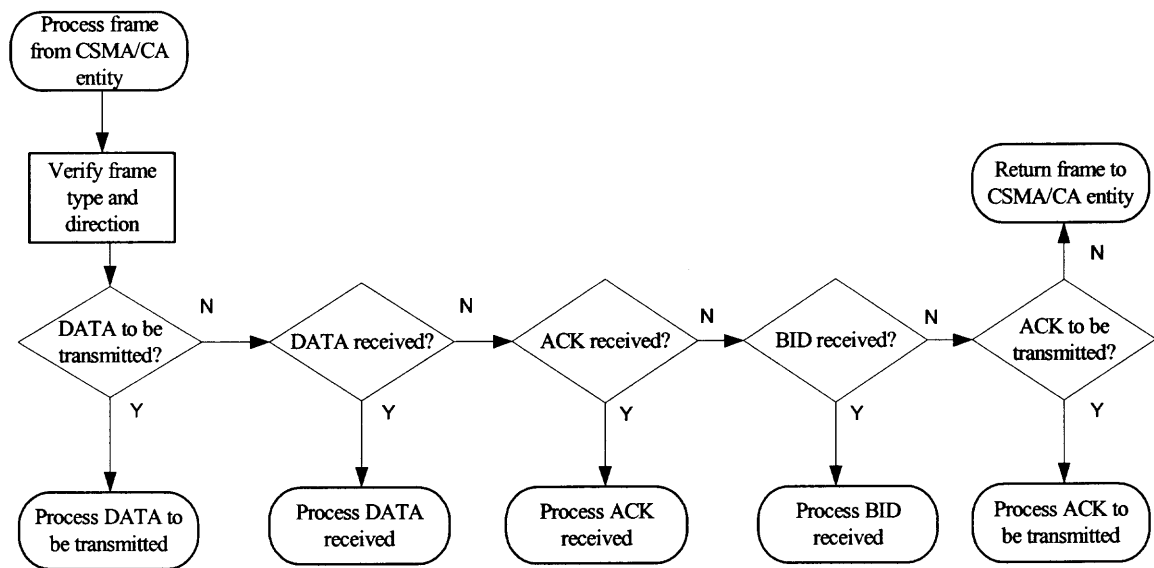 Process frame
from CSMA/CA
entity
Verify frame
type and
direction
Return frame to
CSMA/CA entity
N
DATA to be
transmitted?
N
DATA received?
N
ACK received?
N
BID received?
N
ACK to be
transmitted?
Y
Y
Y
Y
Y
Process DATA to
be transmitted
Process DATA
received
Process ACK
received
Process BID
received
Process ACK to
be transmitted